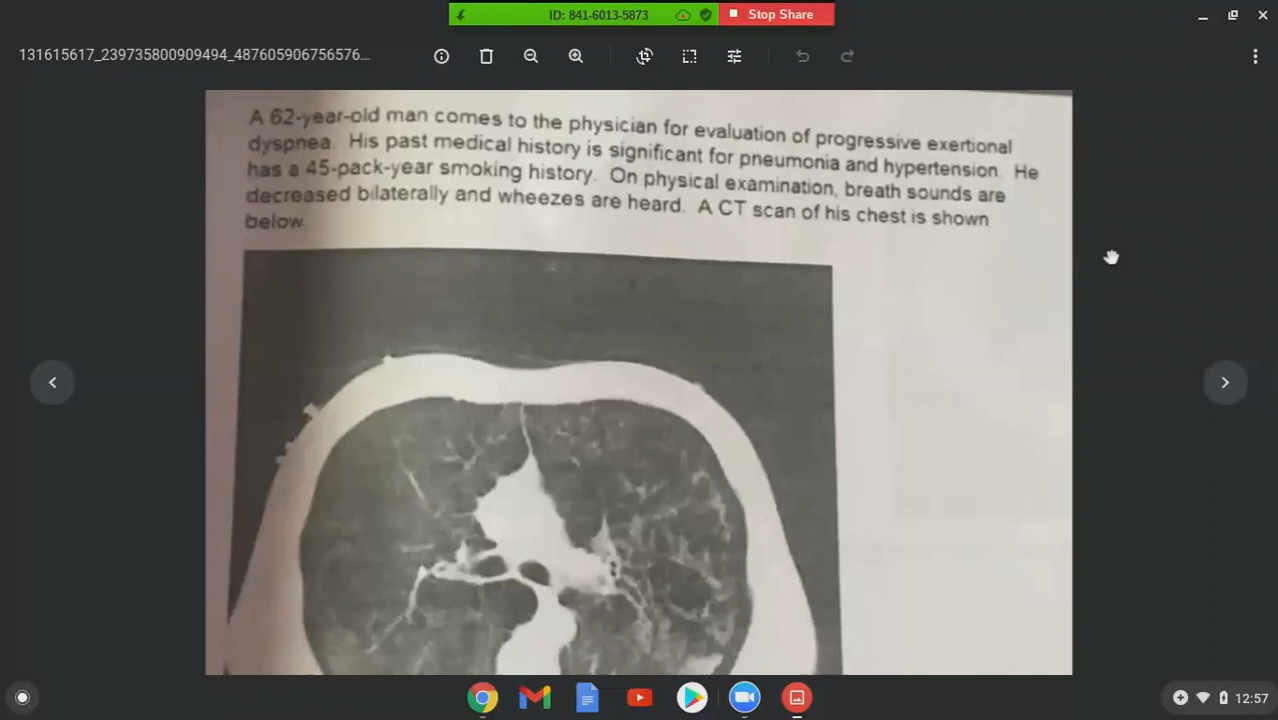 ID: 841-6013-5873
Stop Share
131615617_239735800909494_487605906756576...
A 62-year-old man comes to the physician for evaluation of progressive exertional
dyspnea. His past medical history is significant for pneumonia and hypertension. He
has a 45-pack-year smoking history. On physical examination, breath sounds are
decreased bilaterally and wheezes are heard. A CT scan of his chest is shown
below
12:57